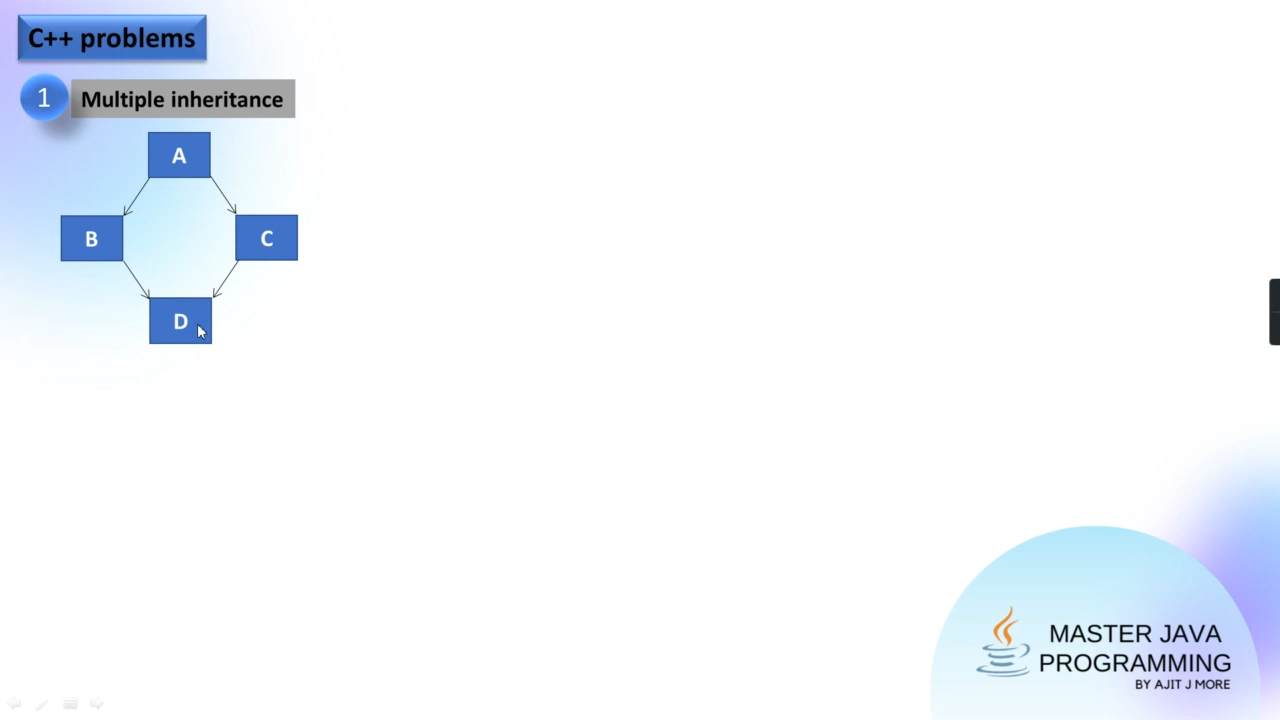 C++ problems
1 Multiple inheritance
A
B C
D
MASTER JAVA
PROGRAMMING
BY AJIT J MORE